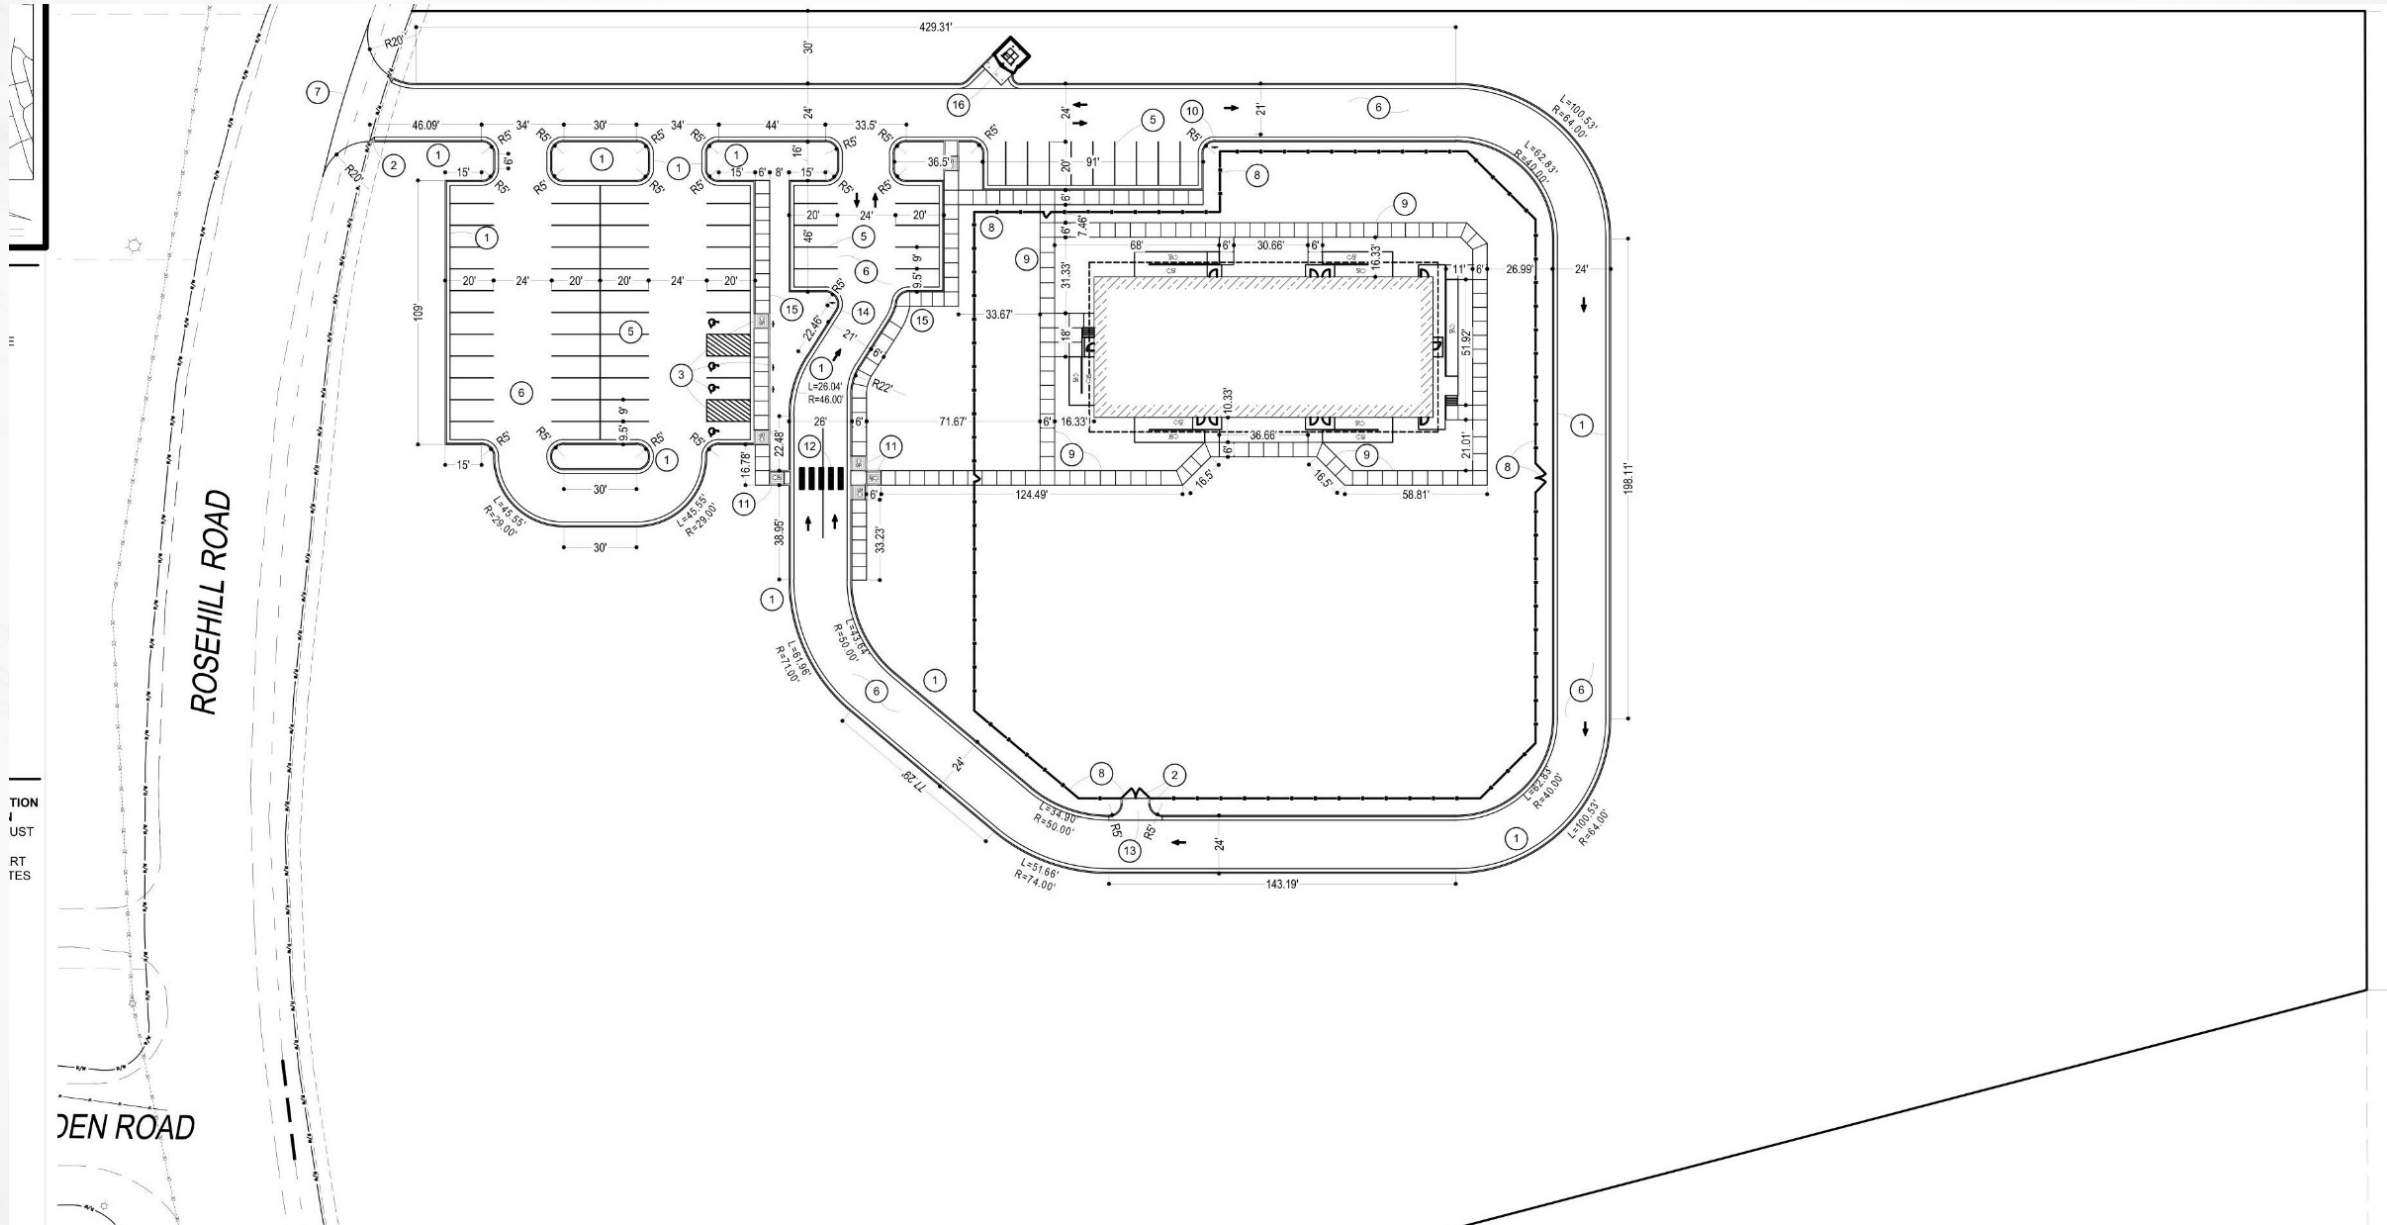 429.31'
R20'
30'
16
7
24'
24'
5
10
21'
6
L=100.53'
R=64.00'
46.09'
34'
30'
34'
44'
33.5'
R5'
R5'
R5'
R5'
R5'
R5'
R5'
R5'
2
1
6'
1
1
1
16'
36.5'
20'
91'
L=62.83'
R=40.00'
R20'
15'
R5'
R5'
R5'
R5'
15'
6'
8'
15'
R5'
R5'
8
6'
9
20'
24'
20'
8
6'
7.46'
1
46'
5
68'
6'
30.66'
6'
16.33'
9
6
9'
20'
24'
20'
20'
24'
20'
9.5'
31.33'
11'
6'
26.99'
24'
R5'
15
14
15
33.67'
109'
5
22.46'
21'
18'
51.92'
6'
3
1
6
L=26.04'
R=46.00'
R22'
9'
10.33'
26'
6'
71.67'
6'
16.33'
1
R5'
R5'
9.5'
R5'
R5'
22.48'
12
11
36.66'
15'
1
16.78'
9
6'
9
21.01'
8
198.11'
30'
11
6'
124.49'
16.5'
16.5'
58.81'
L=45.55'
R=29.00'
L=45.55'
R=29.00'
38.95'
33.23'
30'
ROSEHILL ROAD
1
L=61.96'
R=71.00'
L=43.64'
R=50.00'
6
1
6
77.29'
24'
8
2
L=62.83'
R=40.00'
TION
N
UST
RT
TES
L=34.90'
R=50.00'
R5'
R5'
13
24'
1
L=100.53'
R=64.00'
L=51.66'
R=74.00'
143.19'
DEN ROAD